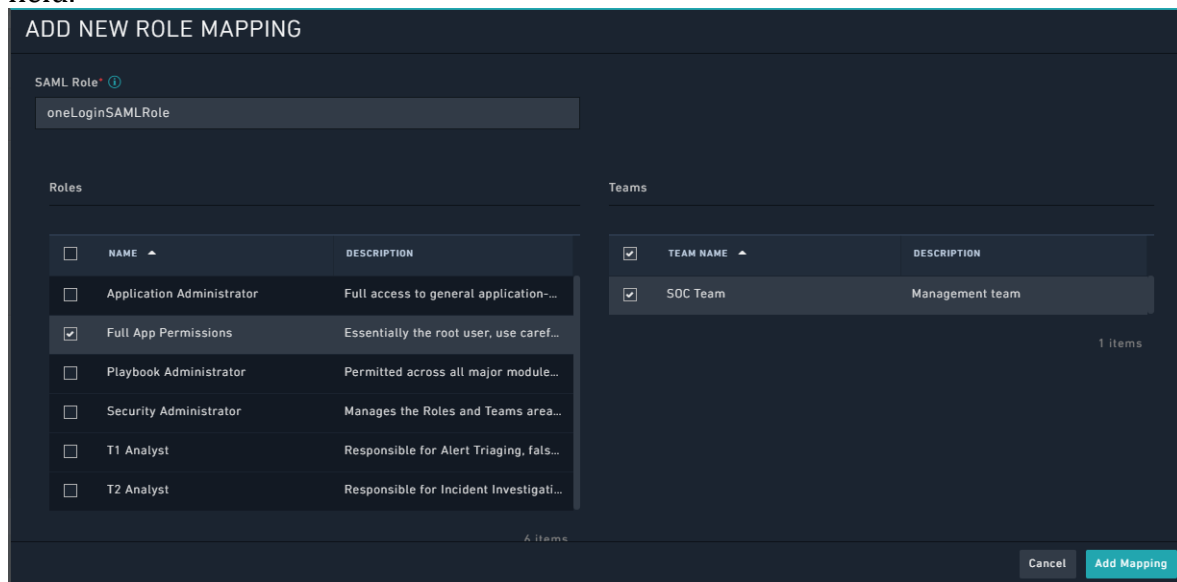 ADD NEW ROLE MAPPING
SAML Role*
oneLoginSAMLRole
Roles
NAME DESCRIPTION
Application Administrator Full access to general application-...
Full App Permissions Essentially the root user, use caref...
Playbook Administrator Permitted across all major module...
Security Administrator Manages the Roles and Teams area...
T1 Analyst Responsible for Alert Triaging, fals...
T2 Analyst Responsible for Incident Investigati...
6 items
Teams
TEAM NAME DESCRIPTION
SOC Team Management team
1 items
Cancel Add Mapping